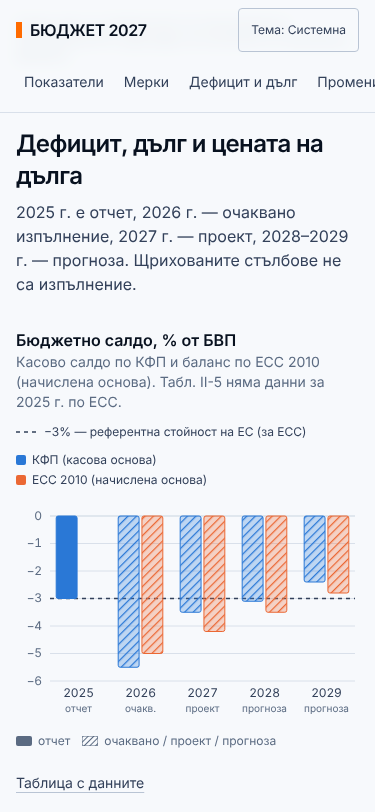 БЮДЖЕТ 2027
Тема: Системна
Показатели Мерки Дефицит и дълг Промени
Дефицит, дълг и цената на
дълга
2025 г. е отчет, 2026 г. — очаквано
изпълнение, 2027 г. — проект, 2028–2029
г. — прогноза. Щрихованите стълбове не
са изпълнение.
Бюджетно салдо, % от БВП
Касово салдо по КФП и баланс по ЕСС 2010
(начислена основа). Табл. II-5 няма данни за
2025 г. по ЕСС.
−3% — референтна стойност на ЕС (за ЕСС)
КФП (касова основа)
ЕСС 2010 (начислена основа)
0
−1
−2
−3
−4
−5
−6
2025 2026 2027 2028 2029
отчет очакв. проект прогноза прогноза
отчет очаквано / проект / прогноза
Таблица с данните